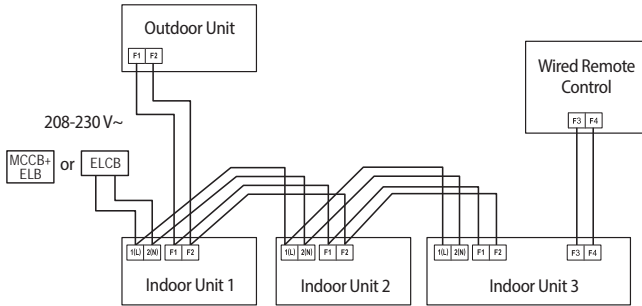 Outdoor Unit
F1 F2
Wired Remote
Control
F3 F4
208-230 V~
MCCB+
ELB
or
ELCB
1(L) 2(N) F1 F2
1(L) 2(N) F1 F2
1(L) 2(N) F1 F2
F3 F4
Indoor Unit 1
Indoor Unit 2
Indoor Unit 3